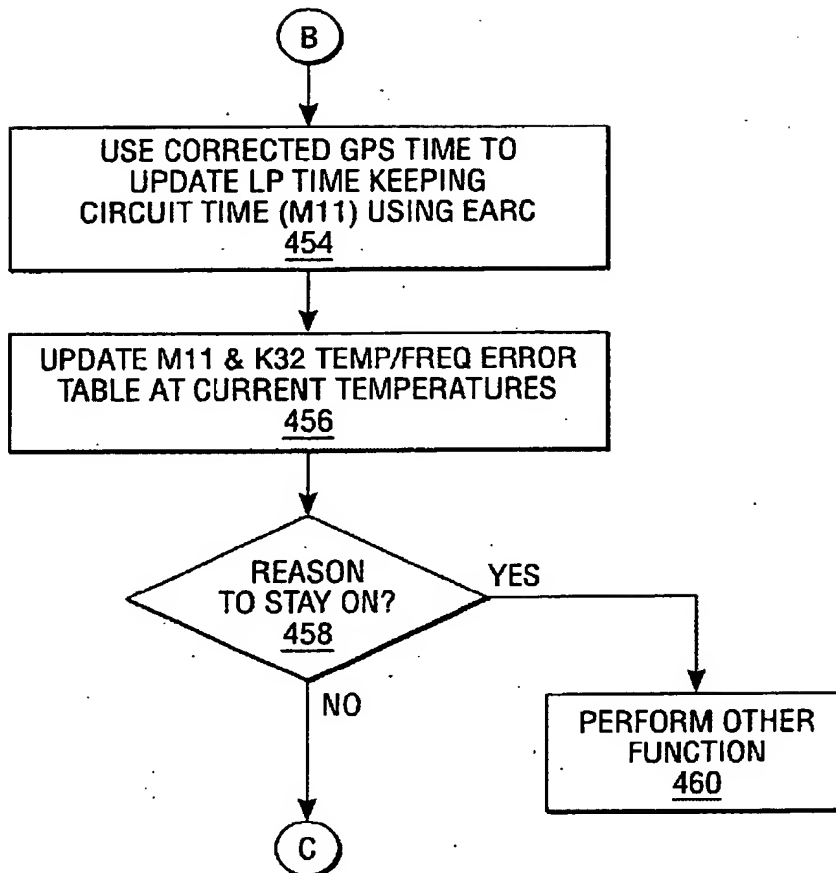 B
USE CORRECTED GPS TIME TO
UPDATE LP TIME KEEPING
CIRCUIT TIME (M11) USING EARC
454
UPDATE M11 & K32 TEMP/FREQ ERROR
TABLE AT CURRENT TEMPERATURES
456
REASON
TO STAY ON?
458
YES
NO
PERFORM OTHER
FUNCTION
460
C